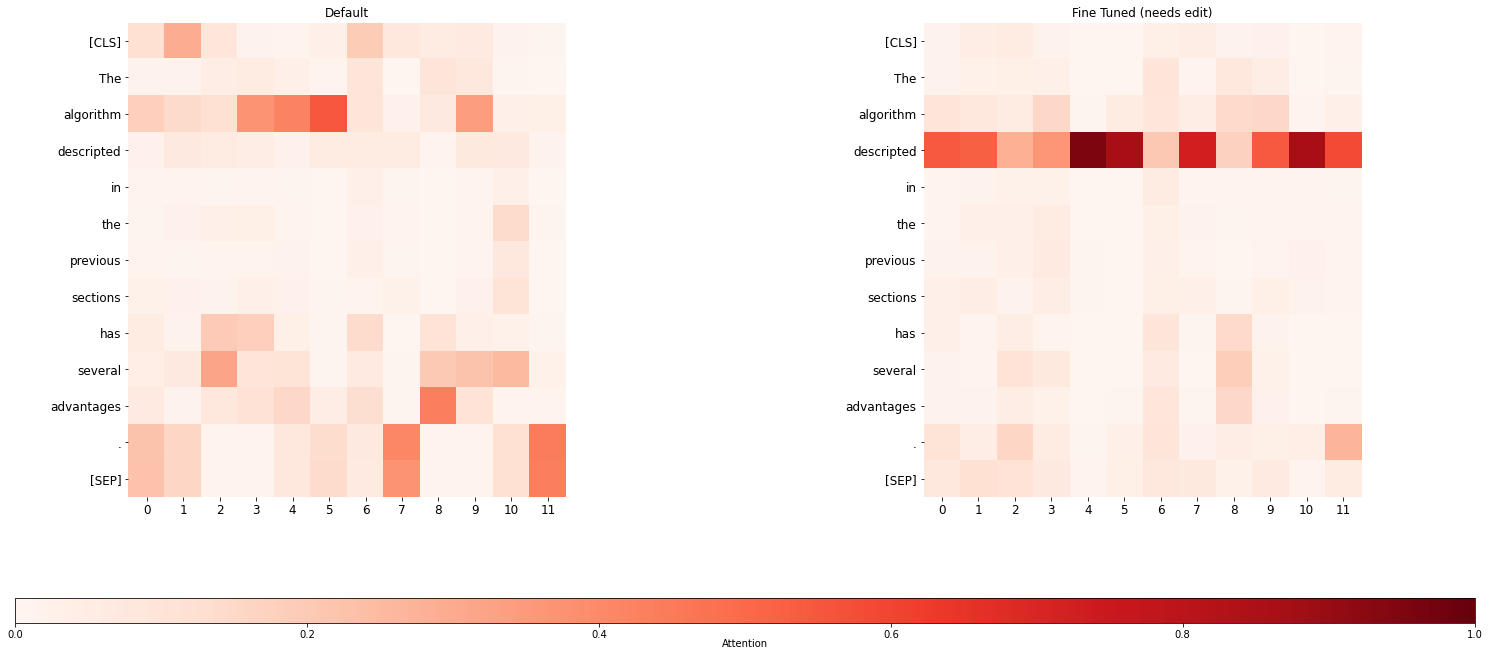 Default
[CLS]
The
algorithm
descripted
in
the
previous
sections
has
several
advantages
.
[SEP]
0 1 2 3 4 5 6 7 8 9 10 11
Fine Tuned (needs edit)
[CLS]
The
algorithm
descripted
in
the
previous
sections
has
several
advantages
.
[SEP]
0 1 2 3 4 5 6 7 8 9 10 11
0.0 0.2 0.4 0.6 0.8 1.0
Attention